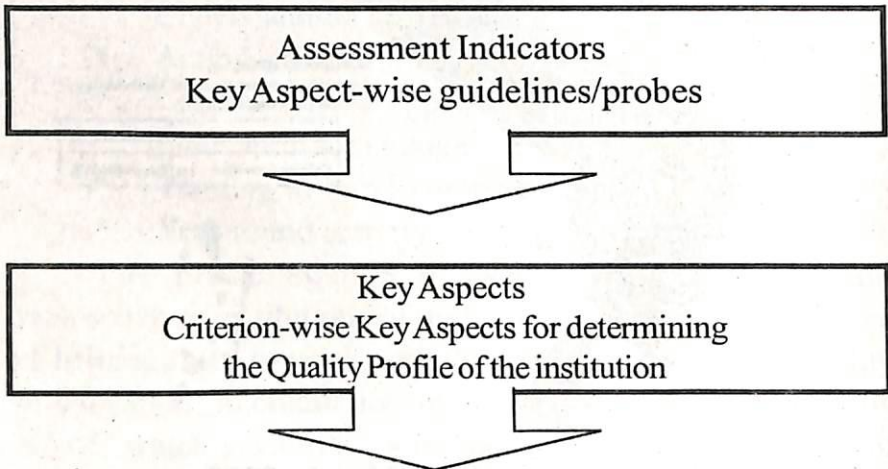 Assessment Indicators
Key Aspect-wise guidelines/probes
Key Aspects
Criterion-wise Key Aspects for determining
the Quality Profile of the institution